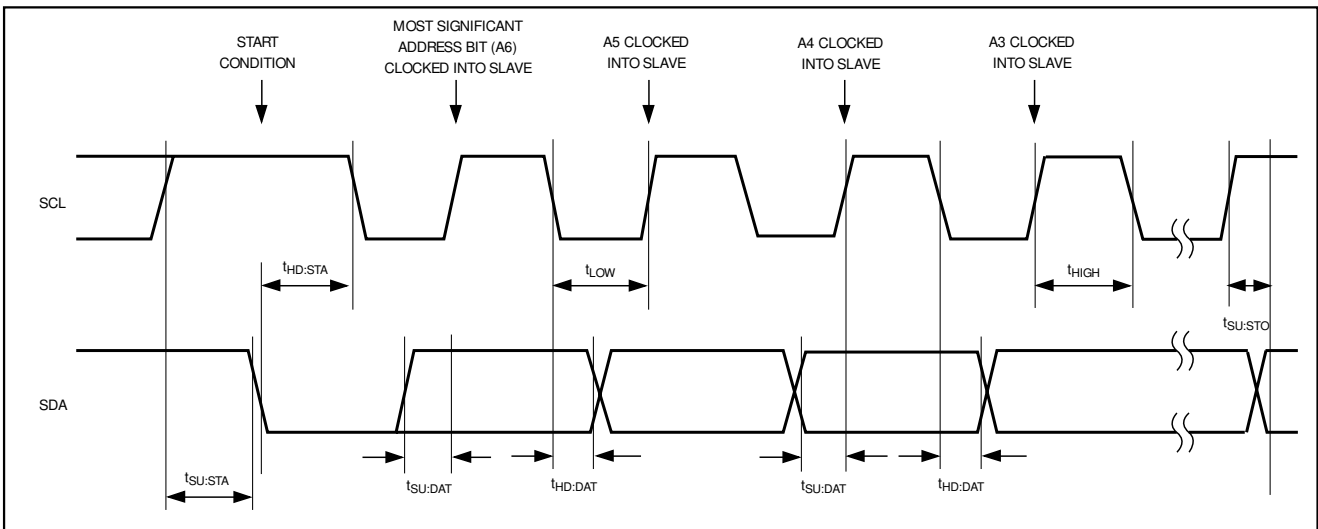 START
CONDITION
MOST SIGNIFICANT
ADDRESS BIT (A6)
CLOCKED INTO SLAVE
A5 CLOCKED
INTO SLAVE
A4 CLOCKED
INTO SLAVE
A3 CLOCKED
INTO SLAVE
SCL
tHD:STA
tLOW
tHIGH
tSU:STO
SDA
tSU:STA
tSU:DAT
tHD:DAT
tSU:DAT
tHD:DAT